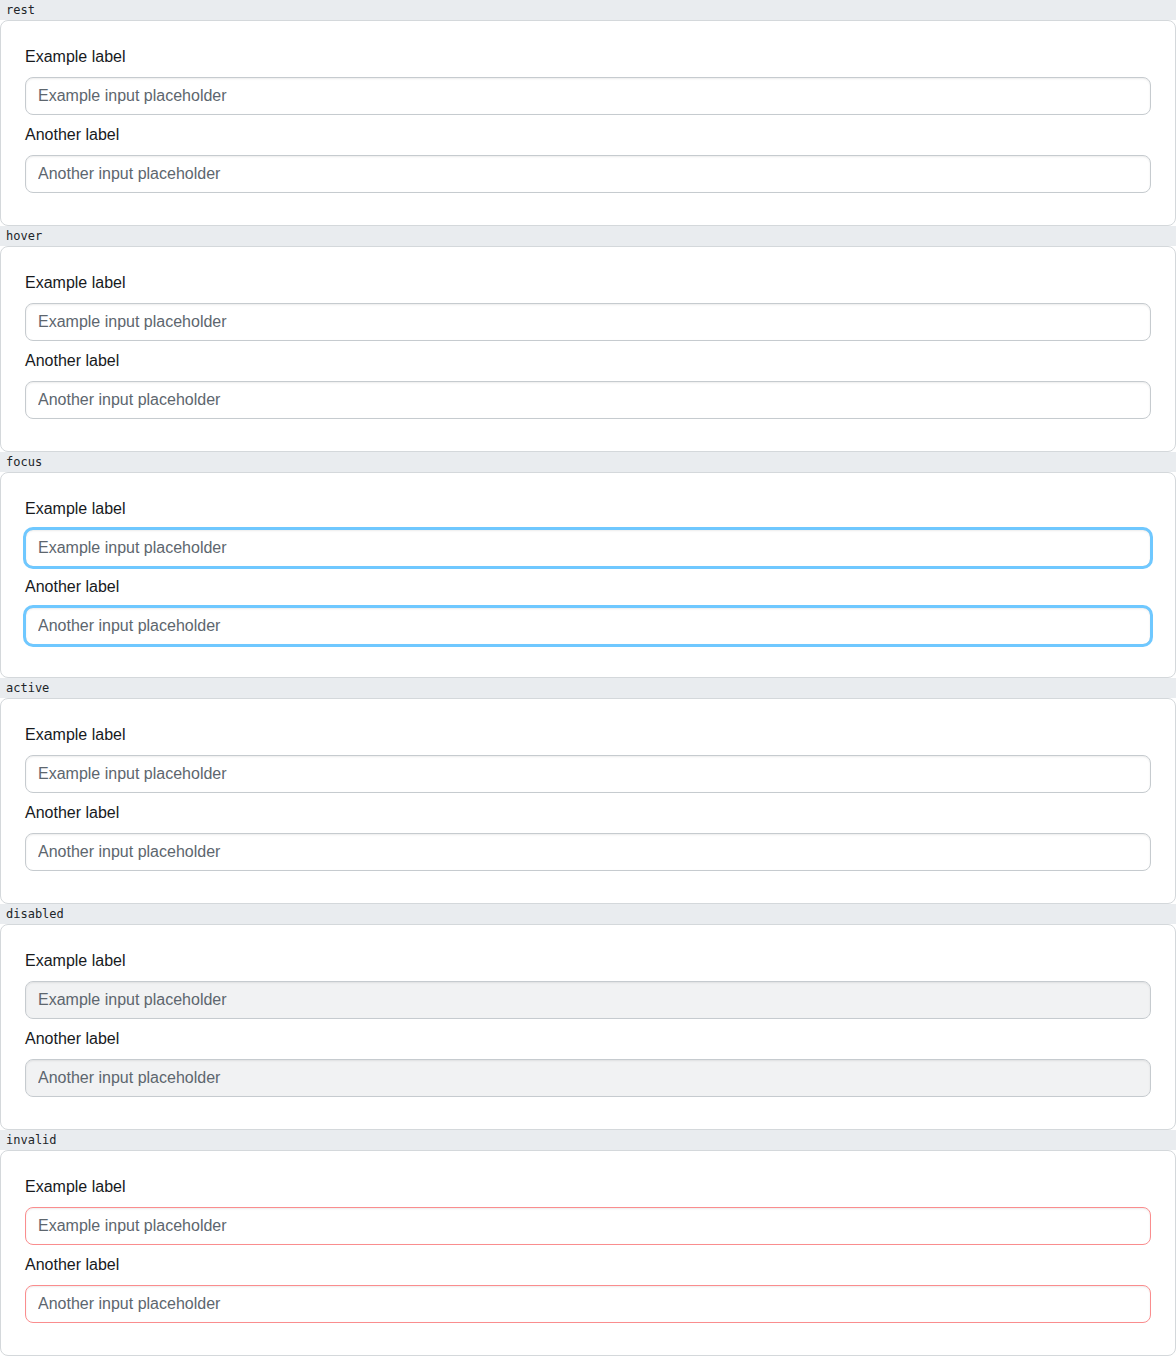 rest
Example label
Example input placeholder
Another label
Another input placeholder
hover
Example label
Example input placeholder
Another label
Another input placeholder
focus
Example label
Example input placeholder
Another label
Another input placeholder
active
Example label
Example input placeholder
Another label
Another input placeholder
disabled
Example label
Example input placeholder
Another label
Another input placeholder
invalid
Example label
Example input placeholder
Another label
Another input placeholder